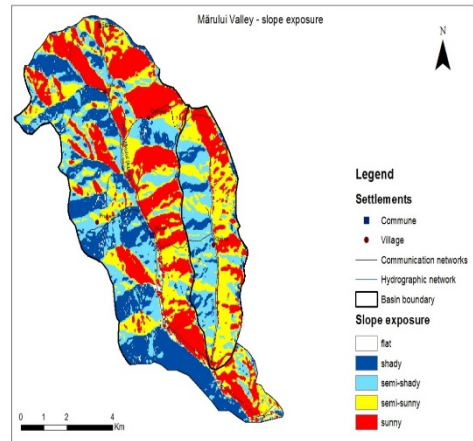 Mărului Valley - slope exposure
N
Legend
Settlements
Commune
Village
Communication networks
Hydrographic network
Basin boundary
Slope exposure
flat
shady
semi-shady
semi-sunny
sunny
0 1 2 4
Km